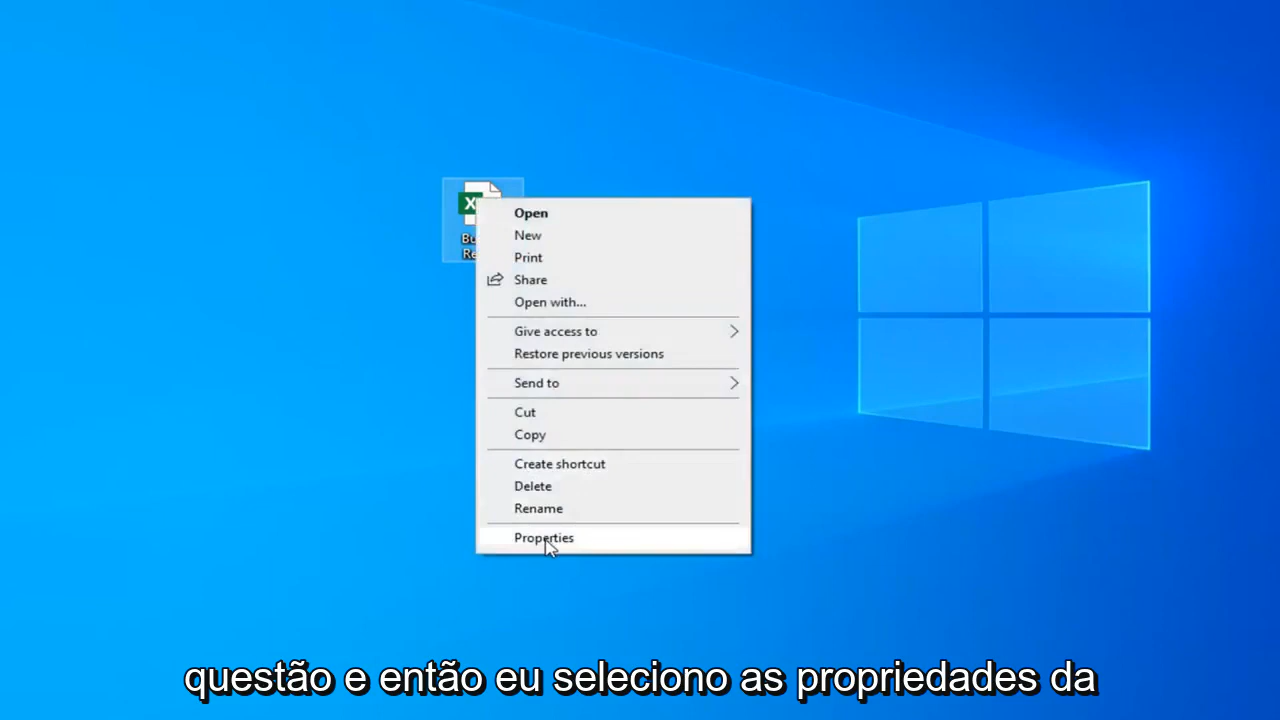 X
Open
New
Print
Share
Open with...
Give access to
Restore previous versions
Send to
Cut
Copy
Create shortcut
Delete
Rename
Properties
questão e então eu seleciono as propriedades da